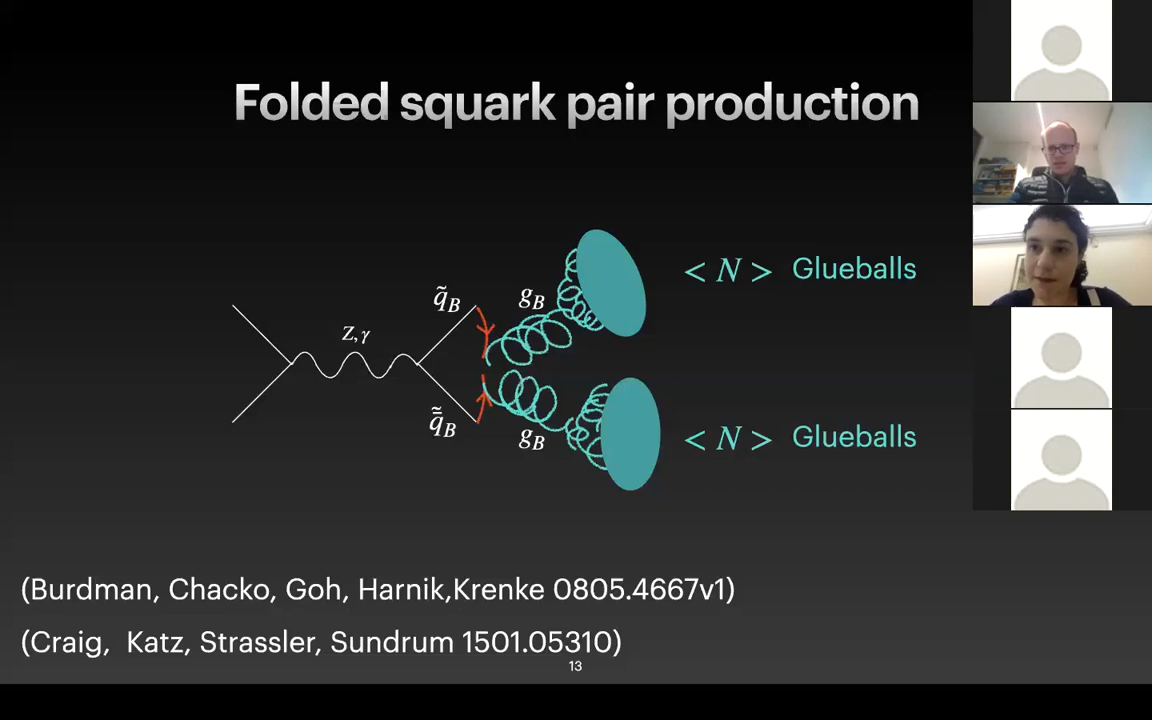 Folded squark pair production
< N > Glueballs
q̃_B
g_B
Z, γ
q̃̄_B
g_B
< N > Glueballs
(Burdman, Chacko, Goh, Harnik,Krenke 0805.4667v1)
(Craig, Katz, Strassler, Sundrum 1501.05310)
13